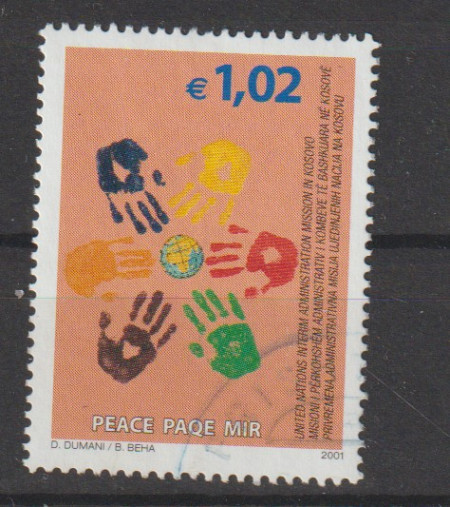 € 1,02
UNITED NATIONS INTERIM ADMINISTRATION MISSION IN KOSOVO
MISIONI I PËRKOHSHËM ADMINISTRATIV I KOMBEVE TË BASHKUARA NË KOSOVË
PRIVREMENA ADMINISTRATIVNA MISIJA UJEDINJENIH NACIJA NA KOSOVU
PEACE PAQE MIR
D. DUMANI / B. BEHA
2001